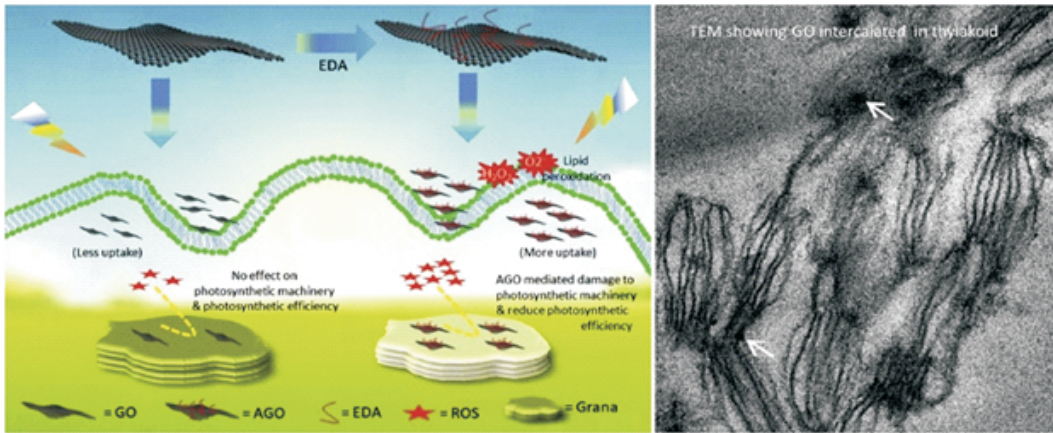 EDA
H₂O₂
O2⁻
Lipid
peroxidation
(Less uptake)
(More uptake)
No effect on
photosynthetic machinery
& photosynthetic efficiency
AGO mediated damage to
photosynthetic machinery
& reduce photosynthetic
efficiency
= GO
= AGO
= EDA
= ROS
= Grana
TEM showing GO intercalated in thylakoid